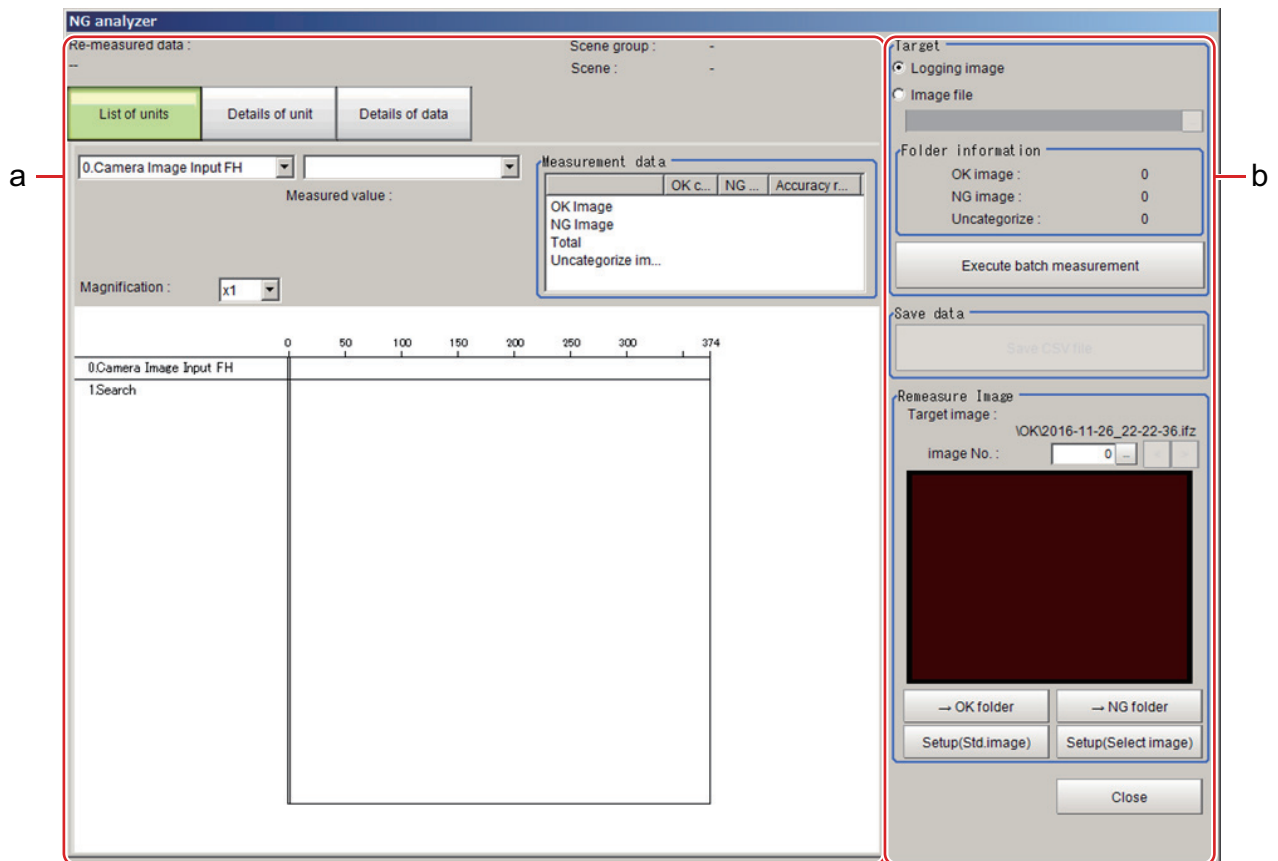 NG analyzer
Re-measured data :
--
Scene group : -
Scene : -
List of units
Details of unit
Details of data
0.Camera Image Input FH
Measured value :
Magnification :
x1
Measurement data
OK c... NG ... Accuracy r...
OK Image
NG Image
Total
Uncategorize im...
0 50 100 150 200 250 300 374
0.Camera Image Input FH
1.Search
a
Target
Logging image
Image file
Folder information
OK image : 0
NG image : 0
Uncategorize : 0
Execute batch measurement
Save data
Save CSV file
Remeasure Image
Target image :
\OK\2016-11-26_22-22-36.ifz
image No. : 0 ... < >
→ OK folder
→ NG folder
Setup(Std.image)
Setup(Select image)
Close
b